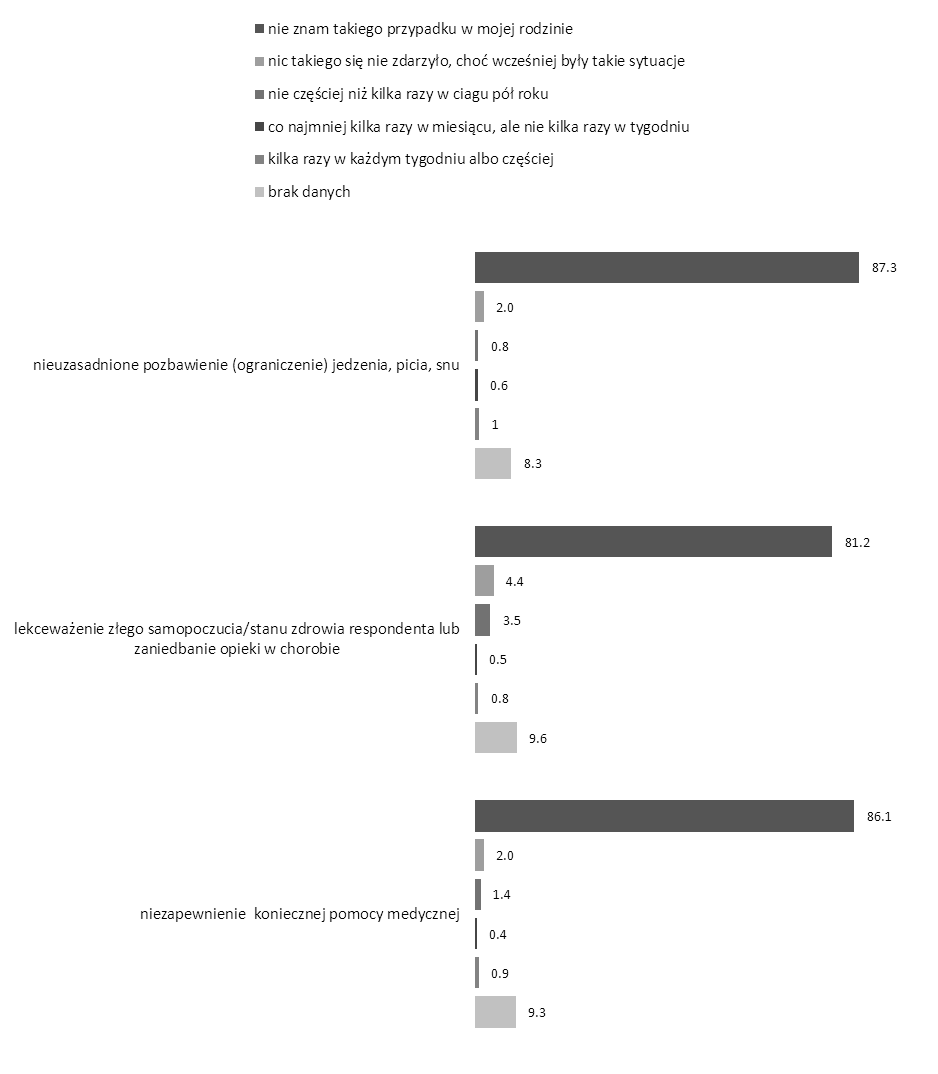 nie znam takiego przypadku w mojej rodzinie
nic takiego się nie zdarzyło, choć wcześniej były takie sytuacje
nie częściej niż kilka razy w ciagu pół roku
co najmniej kilka razy w miesiącu, ale nie kilka razy w tygodniu
kilka razy w każdym tygodniu albo częściej
brak danych
87.3
2.0
0.8
nieuzasadnione pozbawienie (ograniczenie) jedzenia, picia, snu
0.6
1
8.3
81.2
4.4
3.5
lekceważenie złego samopoczucia/stanu zdrowia respondenta lub
zaniedbanie opieki w chorobie
0.5
0.8
9.6
86.1
2.0
1.4
niezapewnienie  koniecznej pomocy medycznej
0.4
0.9
9.3